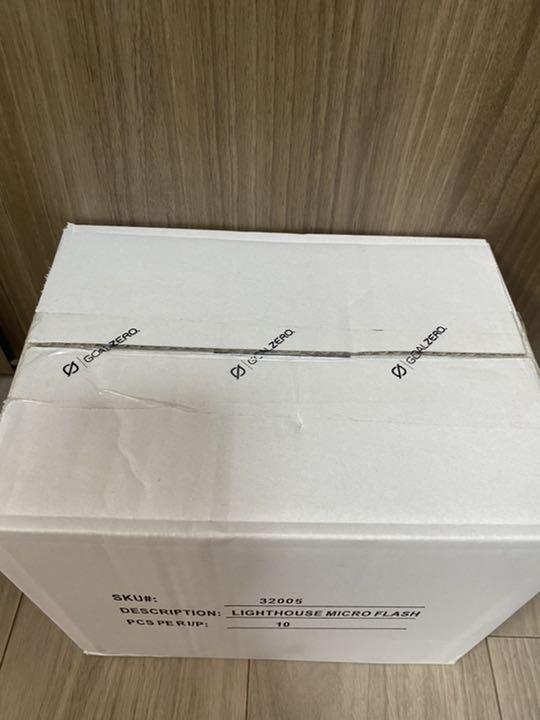 GOALZERO.
GOALZERO.
GOALZERO.
SKU#: 32005
DESCRIPTION: LIGHTHOUSE MICRO FLASH
PCS PER I/P: 10